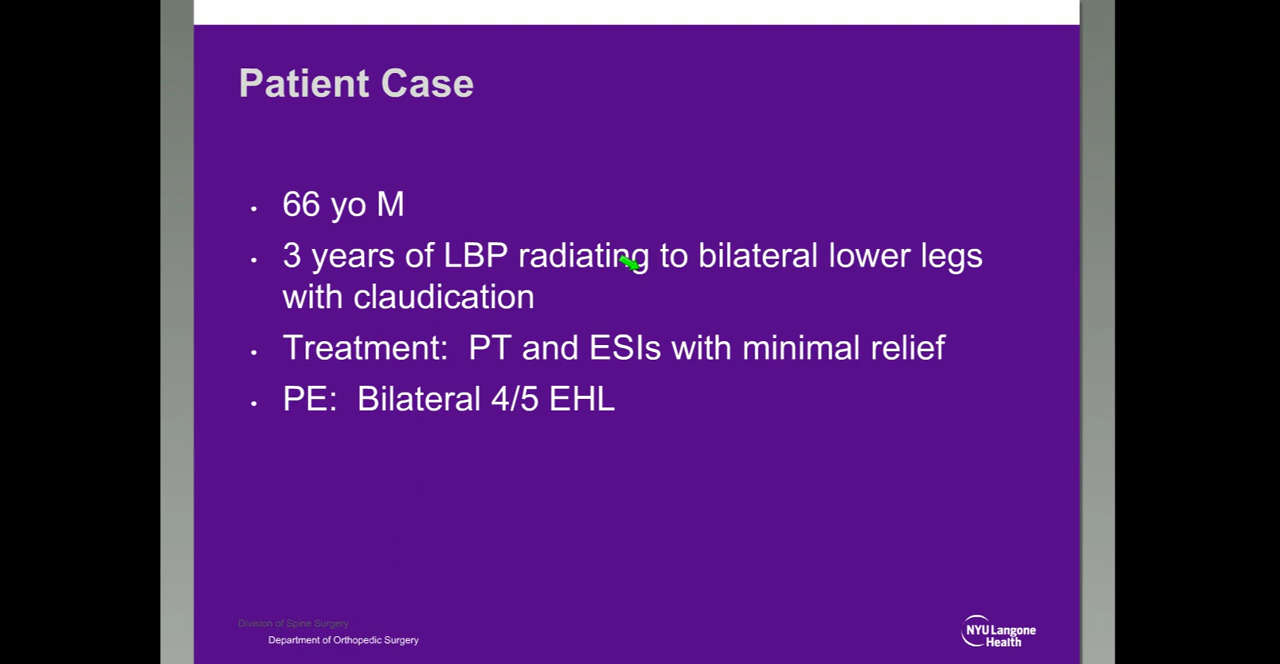 Patient Case
• 66 yo M
• 3 years of LBP radiating to bilateral lower legs
with claudication
• Treatment:  PT and ESIs with minimal relief
• PE:  Bilateral 4/5 EHL
Division of Spine Surgery
Department of Orthopedic Surgery
NYU Langone
Health